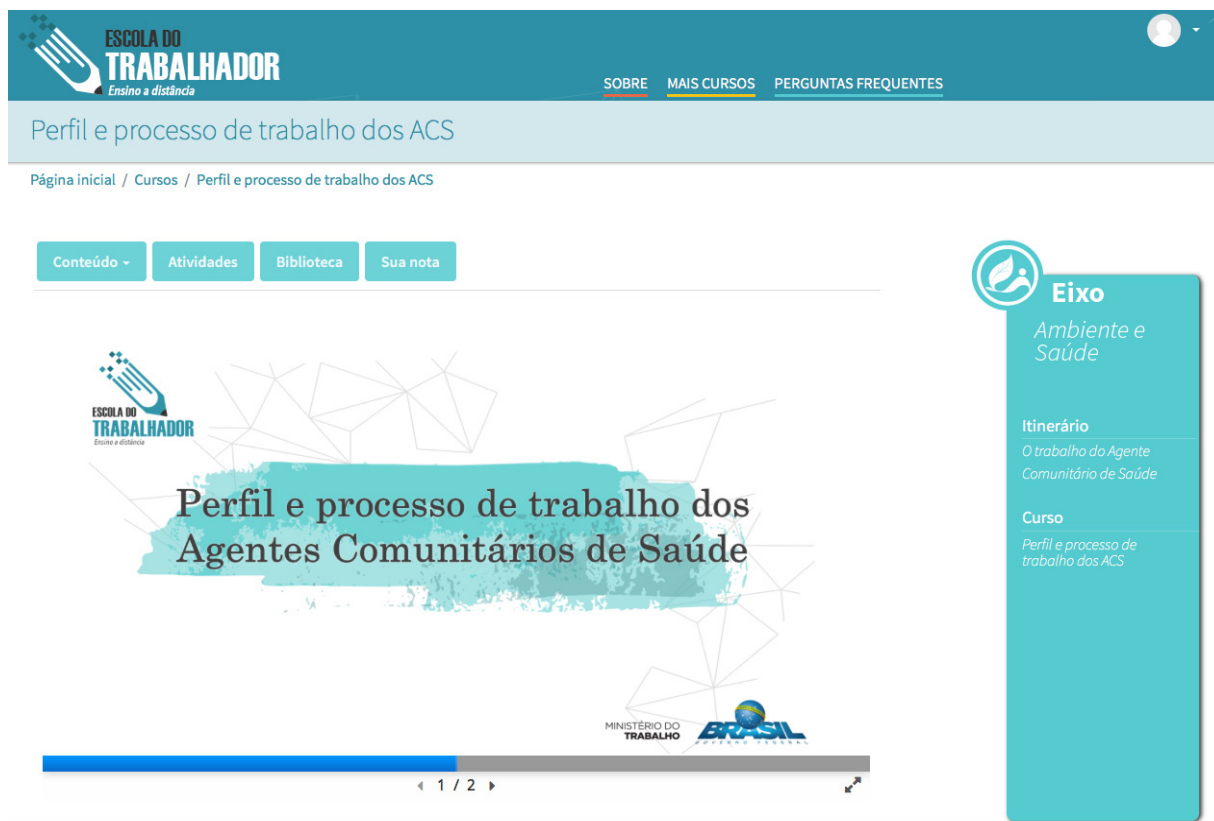 ESCOLA DO
TRABALHADOR
Ensino a distância
SOBRE MAIS CURSOS PERGUNTAS FREQUENTES
Perfil e processo de trabalho dos ACS
Página inicial / Cursos / Perfil e processo de trabalho dos ACS
Conteúdo Atividades Biblioteca Sua nota
ESCOLA DO
TRABALHADOR
Ensino a distância
Perfil e processo de trabalho dos
Agentes Comunitários de Saúde
MINISTÉRIO DO
TRABALHO
BRASIL
GOVERNO FEDERAL
1 / 2
Eixo
Ambiente e
Saúde
Itinerário
O trabalho do Agente
Comunitário de Saúde
Curso
Perfil e processo de
trabalho dos ACS